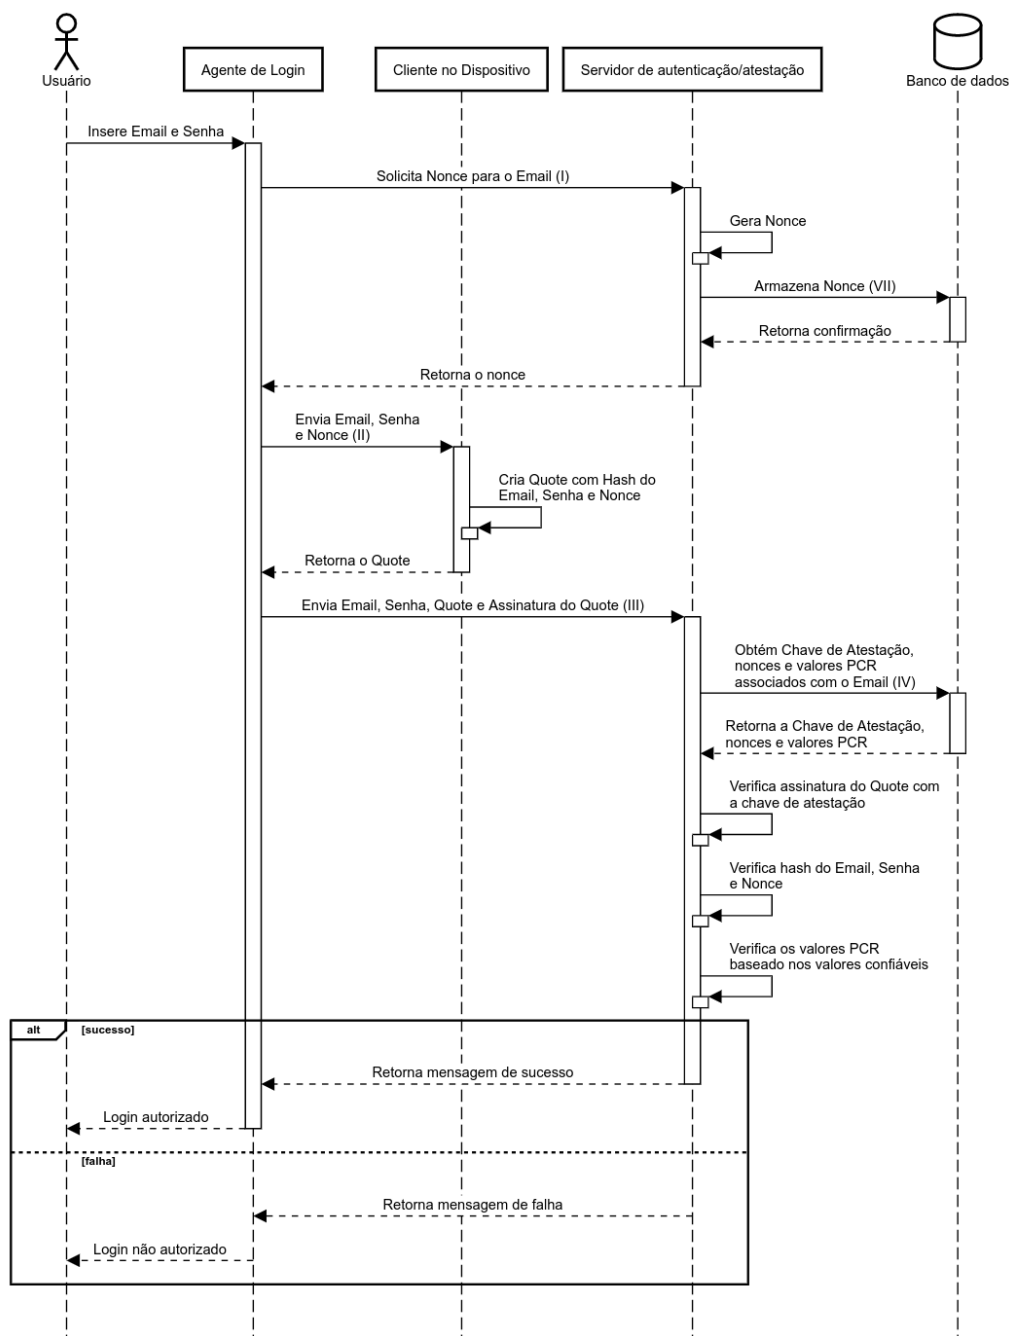 Usuário
Agente de Login
Cliente no Dispositivo
Servidor de autenticação/atestação
Banco de dados
Insere Email e Senha
Solicita Nonce para o Email (I)
Gera Nonce
Armazena Nonce (VII)
Retorna confirmação
Retorna o nonce
Envia Email, Senha
e Nonce (II)
Cria Quote com Hash do
Email, Senha e Nonce
Retorna o Quote
Envia Email, Senha, Quote e Assinatura do Quote (III)
Obtém Chave de Atestação,
nonces e valores PCR
associados com o Email (IV)
Retorna a Chave de Atestação,
nonces e valores PCR
Verifica assinatura do Quote com
a chave de atestação
Verifica hash do Email, Senha
e Nonce
Verifica os valores PCR
baseado nos valores confiáveis
alt
[sucesso]
Retorna mensagem de sucesso
Login autorizado
[falha]
Retorna mensagem de falha
Login não autorizado